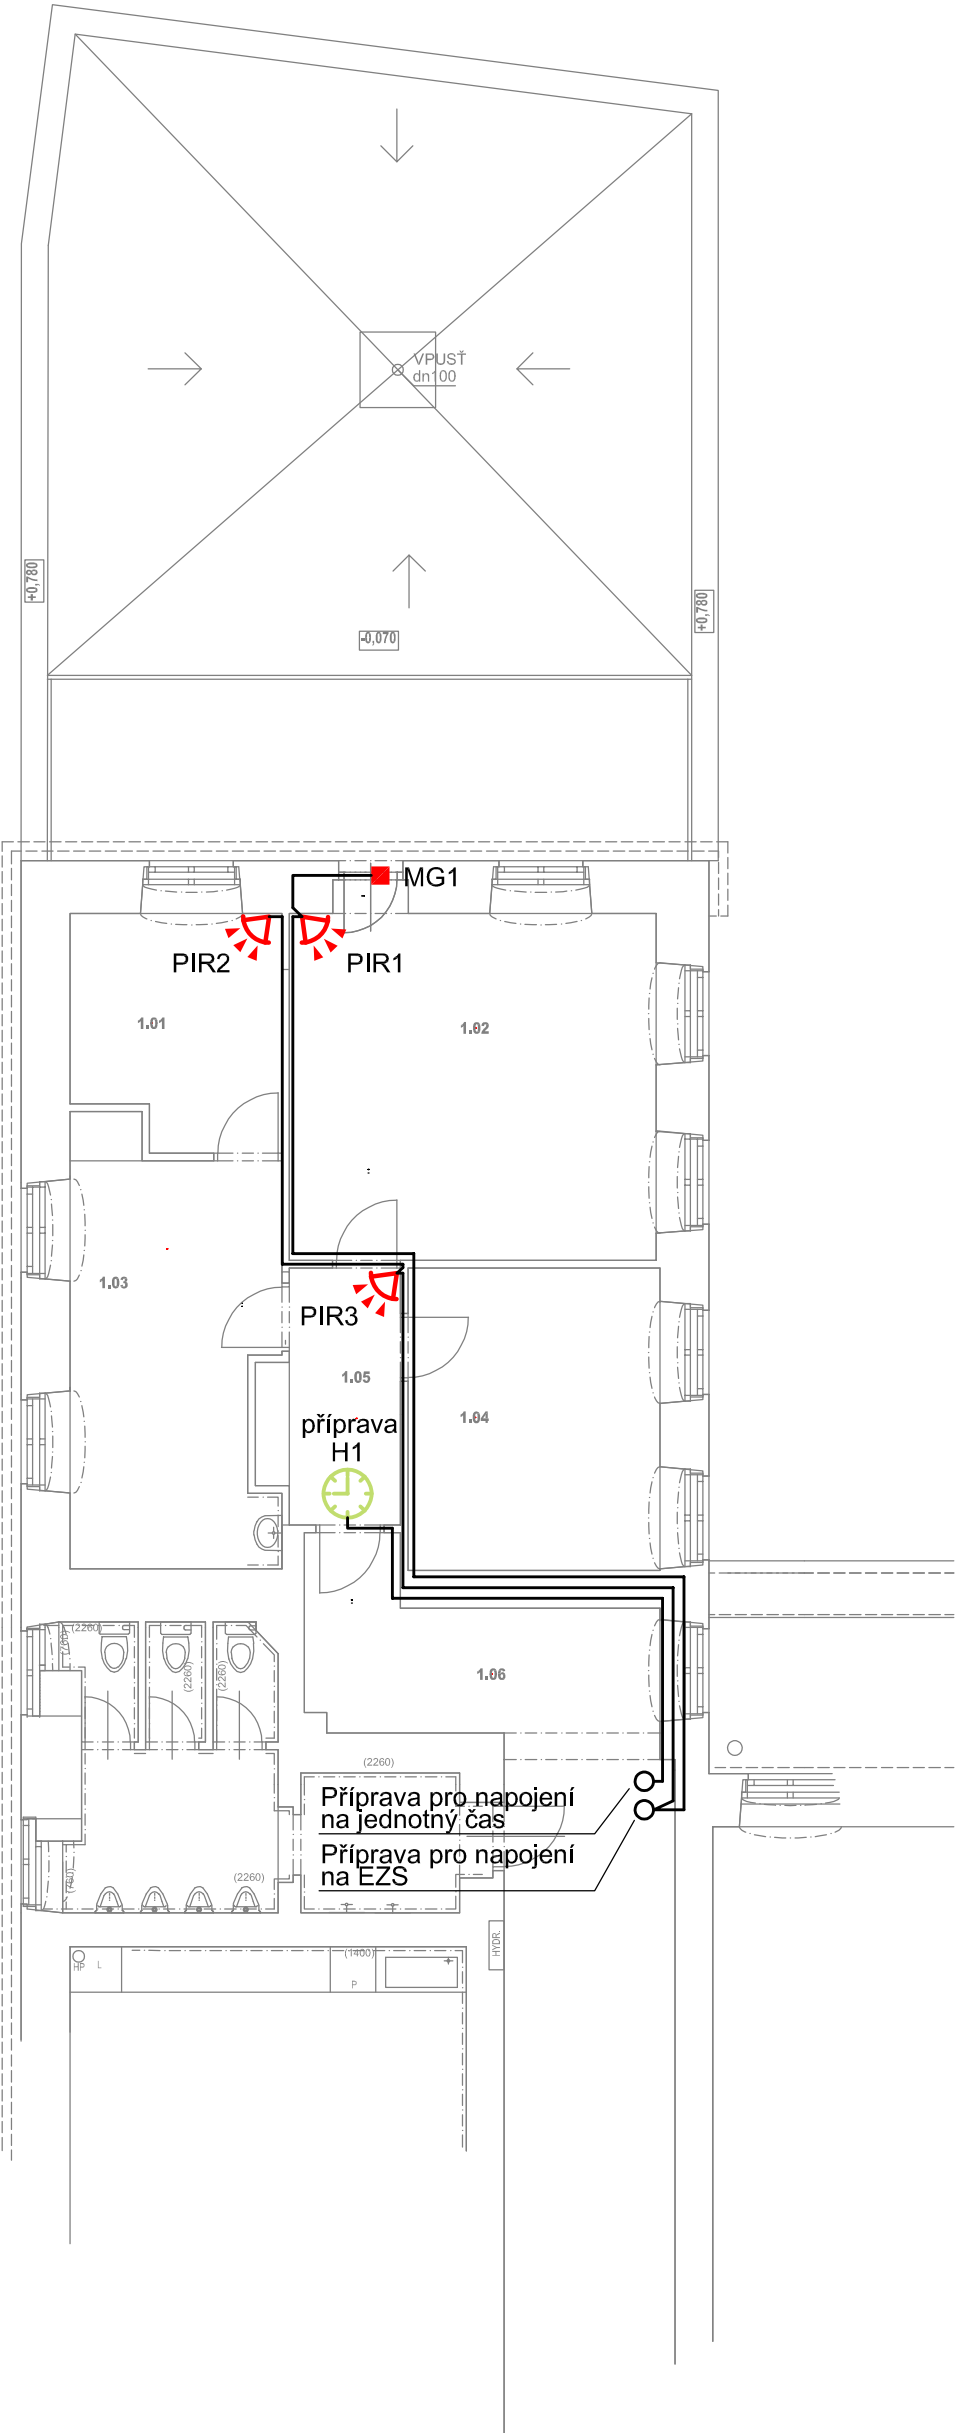 VPUSŤ
dn100
+0,780
+0,780
-0,070
MG1
PIR2
PIR1
1.01
1.02
1.03
PIR3
1.05
1.04
příprava
H1
1.06
(2260)
(760)
(2260)
(2260)
(2260)
Příprava pro napojení
na jednotný čas
Příprava pro napojení
na EZS
(760)
(2260)
HYDR.
HP
L
(1400)
P